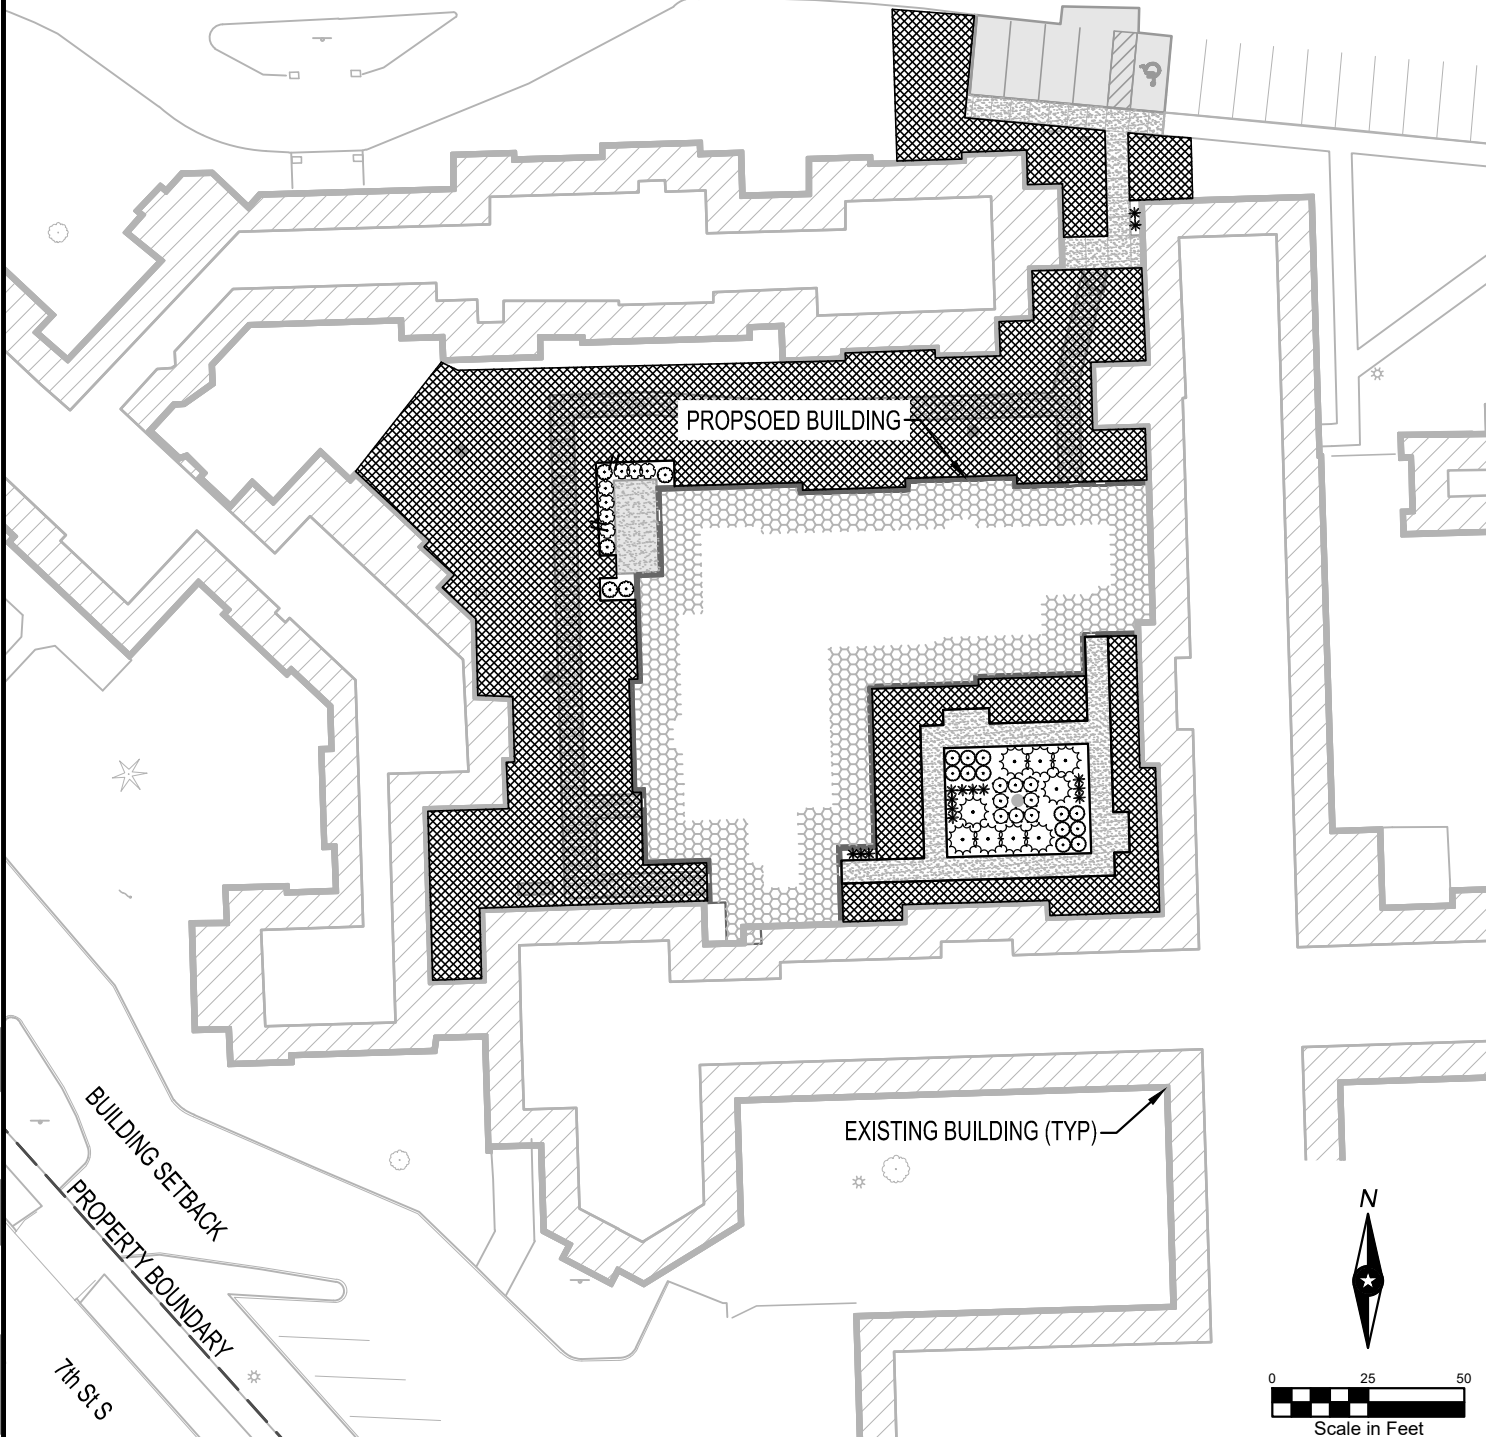 PROPSOED BUILDING
EXISTING BUILDING (TYP)
BUILDING SETBACK
PROPERTY BOUNDARY
7th St S
N
0 25 50
Scale in Feet